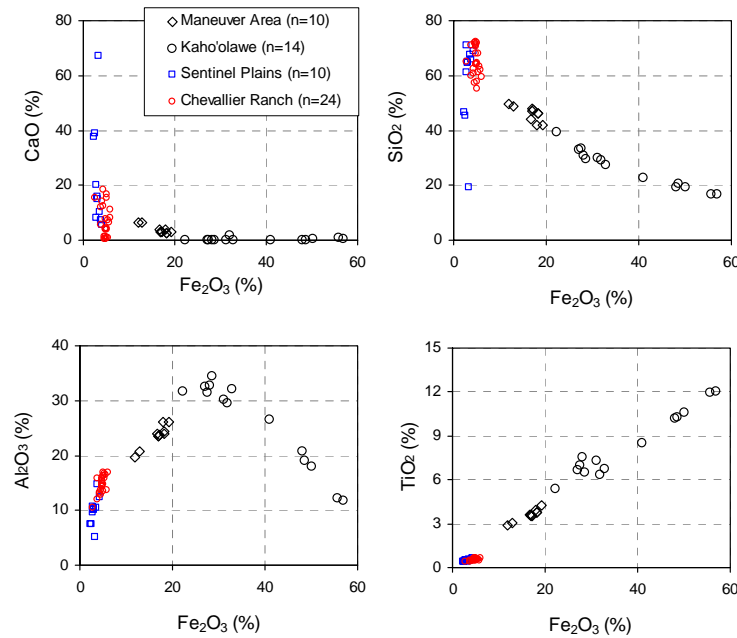 80
60
40
20
0
CaO (%)
◇ Maneuver Area (n=10)
○ Kaho'olawe (n=14)
□ Sentinel Plains (n=10)
○ Chevallier Ranch (n=24)
0 20 40 60
Fe₂O₃ (%)
80
60
40
20
0
SiO₂ (%)
0 20 40 60
Fe₂O₃ (%)
40
30
20
10
0
Al₂O₃ (%)
0 20 40 60
Fe₂O₃ (%)
15
12
9
6
3
0
TiO₂ (%)
0 20 40 60
Fe₂O₃ (%)